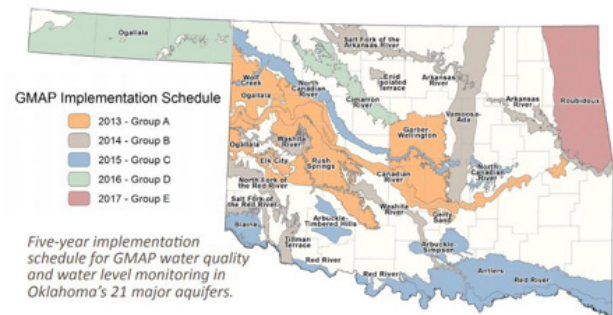 Ogallala
Salt Fork of the
Arkansas River
Wolf
Creek
Ogallala
North
Canadian
River
Enid
Isolated
Terrace
Arkansas
River
Cimarron
River
Vamoosa-
Ada
Arkansas
River
Roubidoux
GMAP Implementation Schedule
2013 - Group A
2014 - Group B
2015 - Group C
2016 - Group D
2017 - Group E
Garber-
Wellington
Ogallala
Washita
River
Elk City
Rush
Springs
Canadian
River
North
Canadian
River
North Fork of
the Red River
Salt Fork of
the Red River
Washita
River
Gerty
Sand
Blaine
Arbuckle-
Timbered Hills
Tillman
Terrace
Arbuckle
Simpson
Red River
Red River
Antlers
Red River
Five-year implementation
schedule for GMAP water quality
and water level monitoring in
Oklahoma's 21 major aquifers.